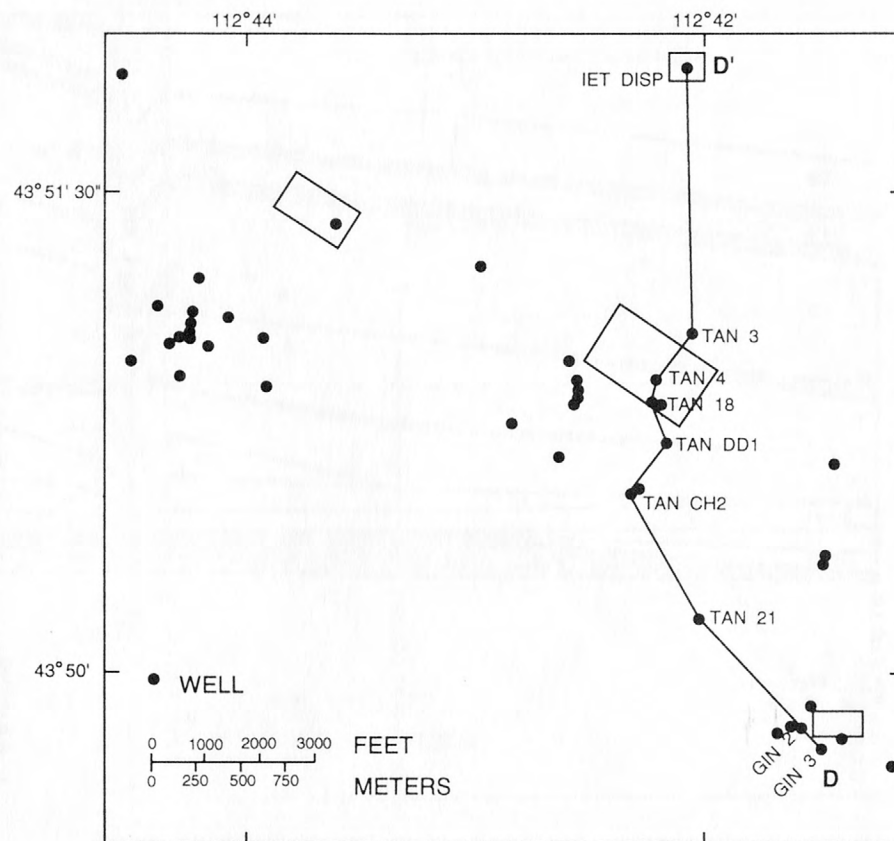 112° 44'
112° 42'
IET DISP
D'
43° 51' 30"
TAN 3
TAN 4
TAN 18
TAN DD1
TAN CH2
TAN 21
43° 50'
WELL
0 1000 2000 3000 FEET
0 250 500 750 METERS
GIN 2
GIN 3
D